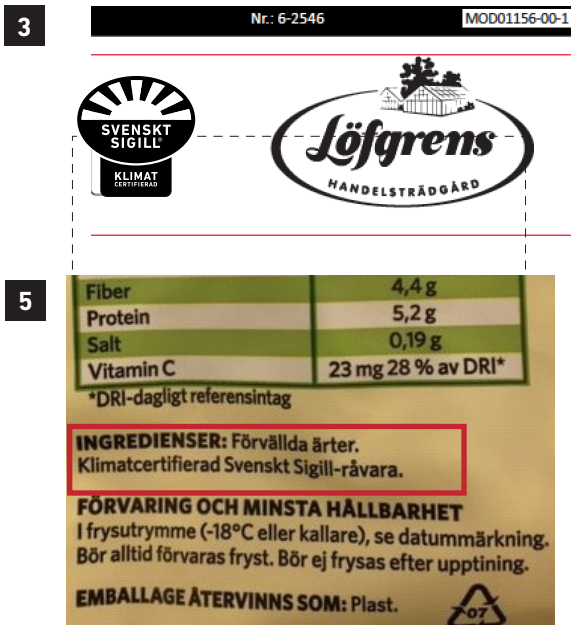 3
Nr.: 6-2546
MOD01156-00-1
SVENSKT
SIGILL®
KLIMAT
CERTIFIERAD
Löfgrens
HANDELSTRÄDGÅRD
5
Fiber 4,4 g
Protein 5,2 g
Salt 0,19 g
Vitamin C 23 mg 28 % av DRI*
*DRI-dagligt referensintag
INGREDIENSER: Förvällda ärter.
Klimatcertifierad Svenskt Sigill-råvara.
FÖRVARING OCH MINSTA HÅLLBARHET
I frysutrymme (-18°C eller kallare), se datummärkning.
Bör alltid förvaras fryst. Bör ej frysas efter upptining.
EMBALLAGE ÅTERVINNS SOM: Plast.
07